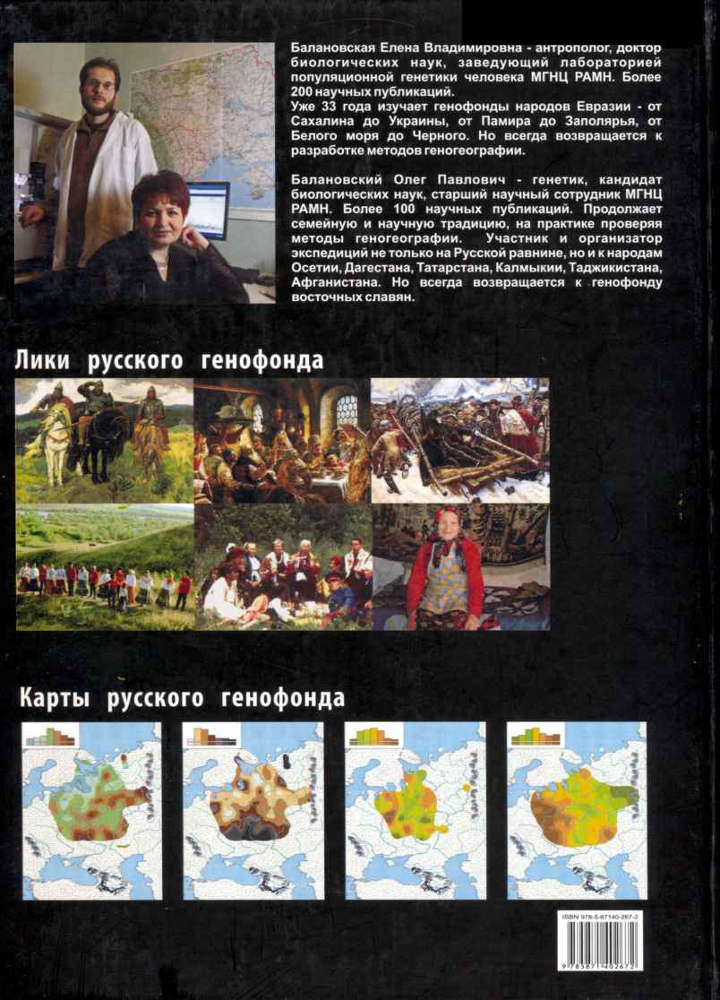 Балановская Елена Владимировна - антрополог, доктор
биологических наук, заведующий лабораторией
популяционной генетики человека МГНЦ РАМН. Более
200 научных публикаций.
Уже 33 года изучает генофонды народов Евразии - от
Сахалина до Украины, от Памира до Заполярья, от
Белого моря до Черного. Но всегда возвращается к
разработке методов геногеографии.
Балановский Олег Павлович - генетик, кандидат
биологических наук, старший научный сотрудник МГНЦ
РАМН. Более 100 научных публикаций. Продолжает
семейную и научную традицию, на практике проверяя
методы геногеографии. Участник и организатор
экспедиций не только на Русской равнине, но и к народам
Осетии, Дагестана, Татарстана, Калмыкии, Таджикистана,
Афганистана. Но всегда возвращается к генофонду
восточных славян.
Лики русского генофонда
Карты русского генофонда
ISBN 978-5-87140-267-2
9 785871 402672